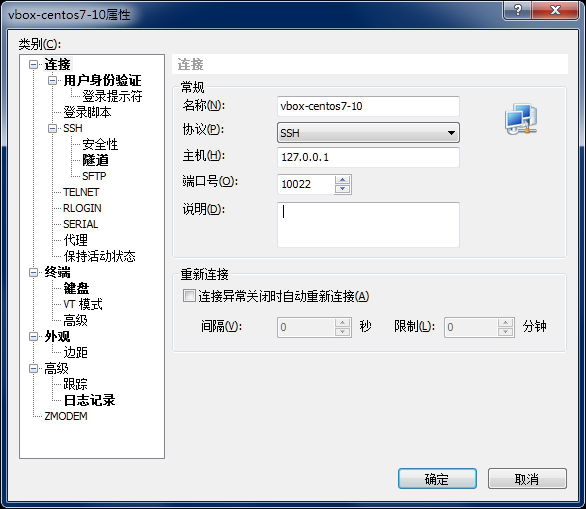 vbox-centos7-10属性
类别(C):
连接
用户身份验证
登录提示符
登录脚本
SSH
安全性
隧道
SFTP
TELNET
RLOGIN
SERIAL
代理
保持活动状态
终端
键盘
VT 模式
高级
外观
边距
高级
跟踪
日志记录
ZMODEM
连接
常规
名称(N): vbox-centos7-10
协议(P): SSH
主机(H): 127.0.0.1
端口号(O): 10022
说明(D):
重新连接
连接异常关闭时自动重新连接(A)
间隔(V): 0 秒 限制(L): 0 分钟
确定 取消